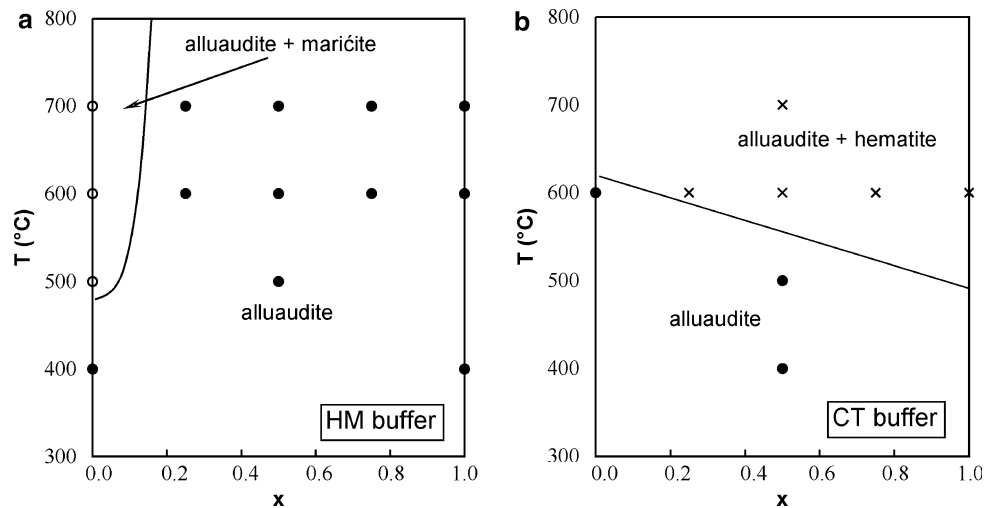 a
800
700
600
500
400
300
T (°C)
alluaudite + marićite
alluaudite
HM buffer
0.0
0.2
0.4
0.6
0.8
1.0
x
b
800
700
600
500
400
300
T (°C)
alluaudite + hematite
alluaudite
CT buffer
0.0
0.2
0.4
0.6
0.8
1.0
x